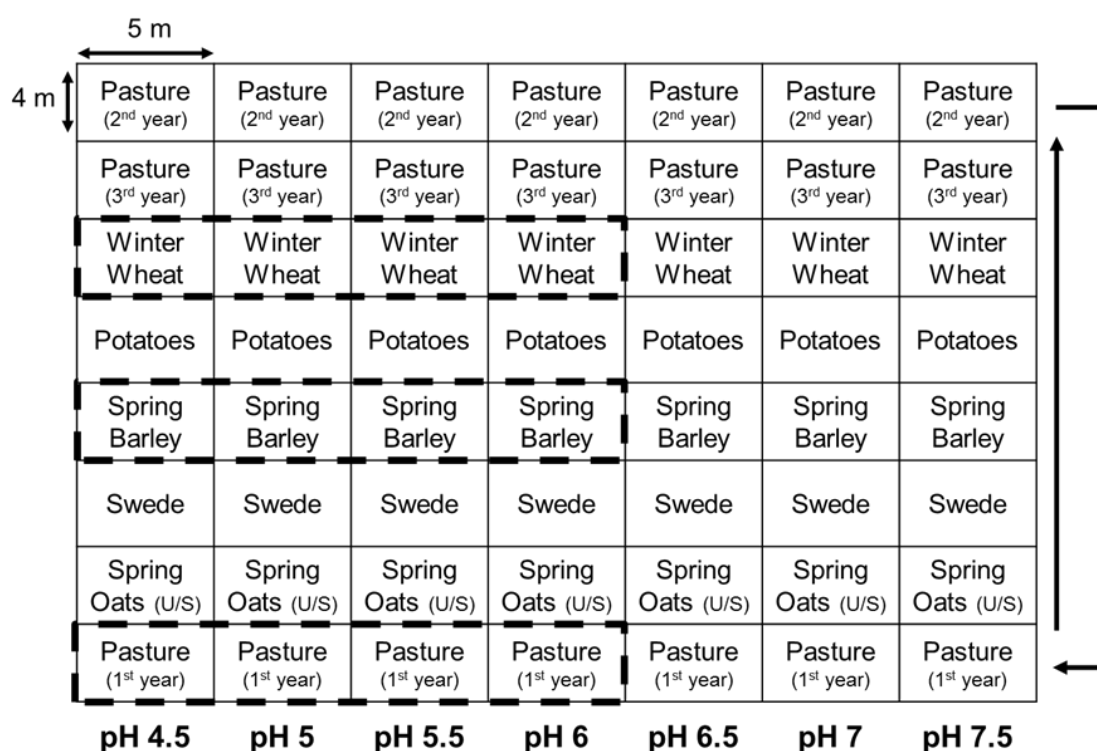 5 m
4 m
Pasture Pasture Pasture Pasture Pasture Pasture Pasture
(2nd year) (2nd year) (2nd year) (2nd year) (2nd year) (2nd year) (2nd year)
Pasture Pasture Pasture Pasture Pasture Pasture Pasture
(3rd year) (3rd year) (3rd year) (3rd year) (3rd year) (3rd year) (3rd year)
Winter Winter Winter Winter Winter Winter Winter
Wheat Wheat Wheat Wheat Wheat Wheat Wheat
Potatoes Potatoes Potatoes Potatoes Potatoes Potatoes Potatoes
Spring Spring Spring Spring Spring Spring Spring
Barley Barley Barley Barley Barley Barley Barley
Swede Swede Swede Swede Swede Swede Swede
Spring Spring Spring Spring Spring Spring Spring
Oats (U/S) Oats (U/S) Oats (U/S) Oats (U/S) Oats (U/S) Oats (U/S) Oats (U/S)
Pasture Pasture Pasture Pasture Pasture Pasture Pasture
(1st year) (1st year) (1st year) (1st year) (1st year) (1st year) (1st year)
pH 4.5 pH 5 pH 5.5 pH 6 pH 6.5 pH 7 pH 7.5